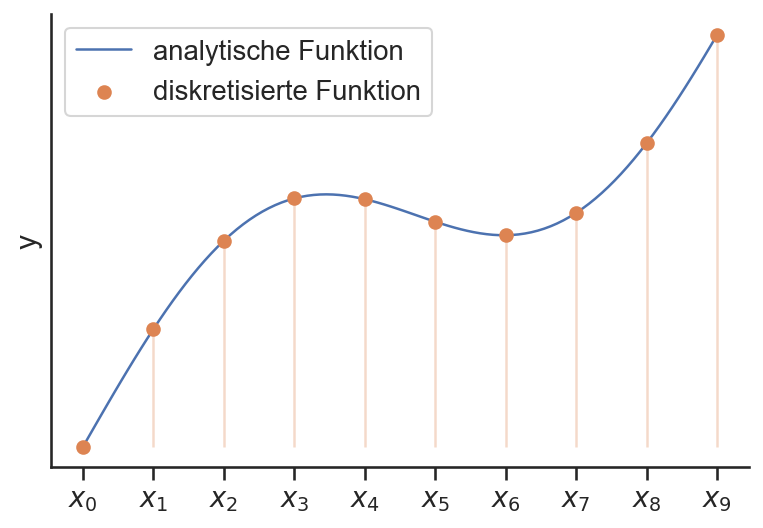 analytische Funktion
diskretisierte Funktion
y
x₀ x₁ x₂ x₃ x₄ x₅ x₆ x₇ x₈ x₉